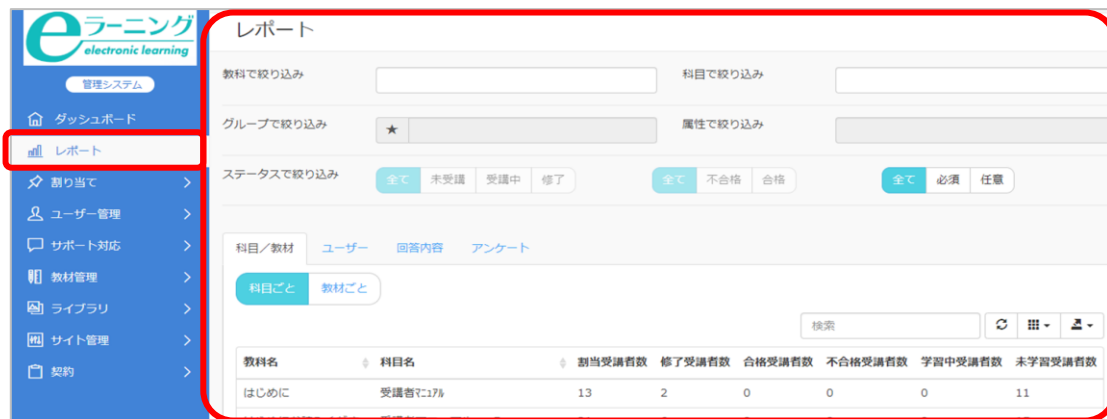 eラーニング
electronic learning
管理システム
ダッシュボード
レポート
割り当て
ユーザー管理
サポート対応
教材管理
ライブラリ
サイト管理
契約
レポート
教科で絞り込み 科目で絞り込み
グループで絞り込み ★ 属性で絞り込み
ステータスで絞り込み 全て 未受講 受講中 修了 全て 不合格 合格 全て 必須 任意
科目/教材 ユーザー 回答内容 アンケート
科目ごと 教材ごと
検索
教科名 科目名 割当受講者数 修了受講者数 合格受講者数 不合格受講者数 学習中受講者数 未学習受講者数
はじめに 受講者マニュアル 13 2 0 0 0 11